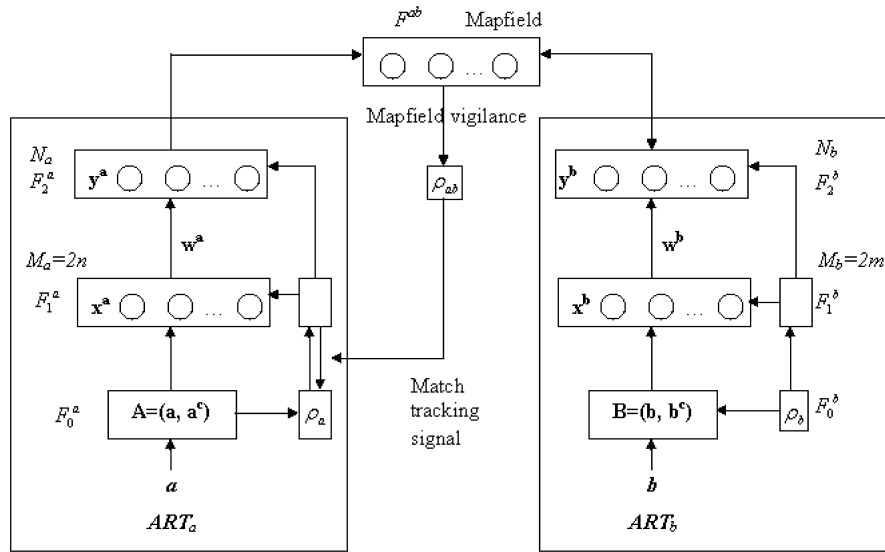 F^ab Mapfield
...
Mapfield vigilance
N_a
F_2^a y^a ...
ρ_ab
N_b
y^b ... F_2^b
w^a
w^b
M_a=2n
M_b=2m
F_1^a x^a ...
x^b ... F_1^b
Match
tracking
signal
F_0^a A=(a, a^c) ρ_a
B=(b, b^c) ρ_b F_0^b
a
b
ART_a
ART_b